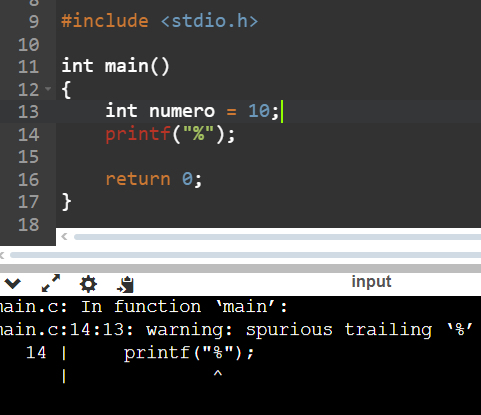 8
9 #include <stdio.h>
10
11 int main()
12 {
13     int numero = 10;
14     printf("%");
15
16     return 0;
17 }
18
input
main.c: In function ‘main’:
main.c:14:13: warning: spurious trailing ‘%’
14 |     printf("%");
|             ^